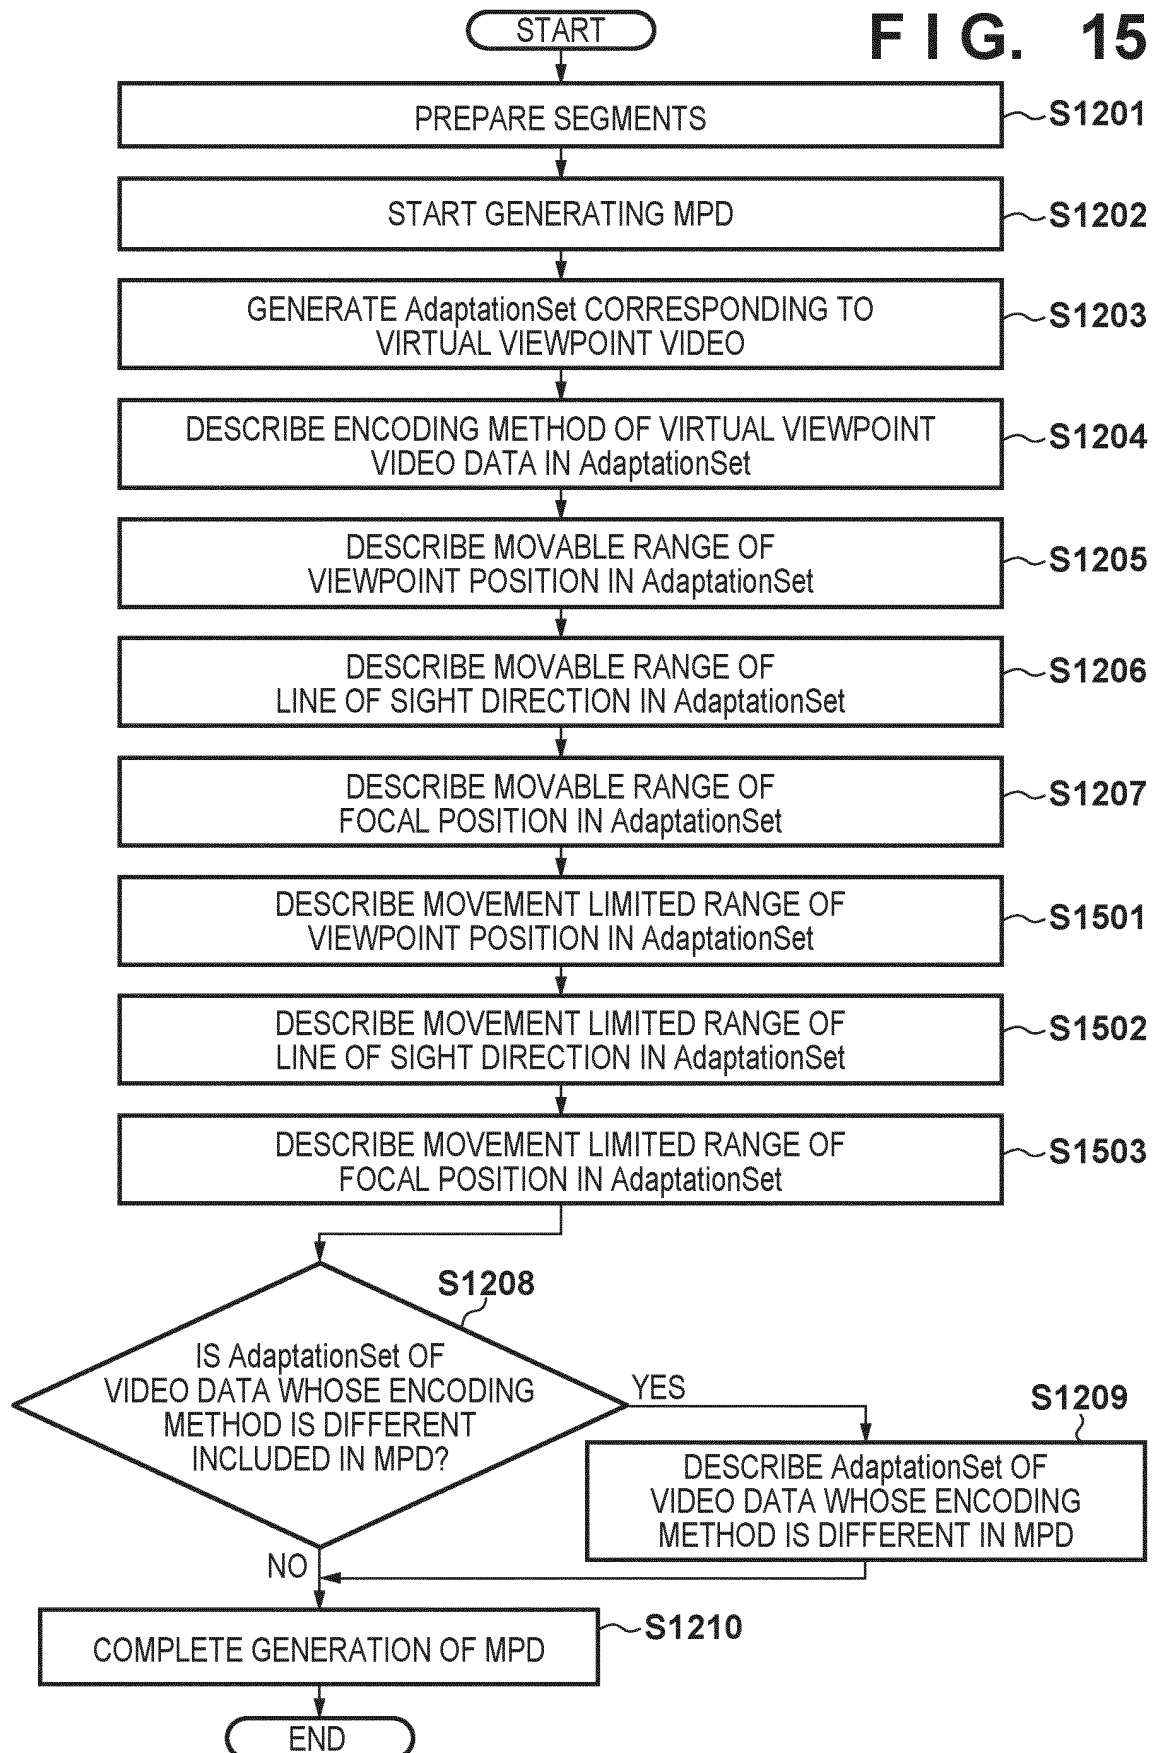 FIG. 15
START
PREPARE SEGMENTS
S1201
START GENERATING MPD
S1202
GENERATE AdaptationSet CORRESPONDING TO
VIRTUAL VIEWPOINT VIDEO
S1203
DESCRIBE ENCODING METHOD OF VIRTUAL VIEWPOINT
VIDEO DATA IN AdaptationSet
S1204
DESCRIBE MOVABLE RANGE OF
VIEWPOINT POSITION IN AdaptationSet
S1205
DESCRIBE MOVABLE RANGE OF
LINE OF SIGHT DIRECTION IN AdaptationSet
S1206
DESCRIBE MOVABLE RANGE OF
FOCAL POSITION IN AdaptationSet
S1207
DESCRIBE MOVEMENT LIMITED RANGE OF
VIEWPOINT POSITION IN AdaptationSet
S1501
DESCRIBE MOVEMENT LIMITED RANGE OF
LINE OF SIGHT DIRECTION IN AdaptationSet
S1502
DESCRIBE MOVEMENT LIMITED RANGE OF
FOCAL POSITION IN AdaptationSet
S1503
S1208
IS AdaptationSet OF
VIDEO DATA WHOSE ENCODING
METHOD IS DIFFERENT
INCLUDED IN MPD?
YES
S1209
DESCRIBE AdaptationSet OF
VIDEO DATA WHOSE ENCODING
METHOD IS DIFFERENT IN MPD
NO
COMPLETE GENERATION OF MPD
S1210
END